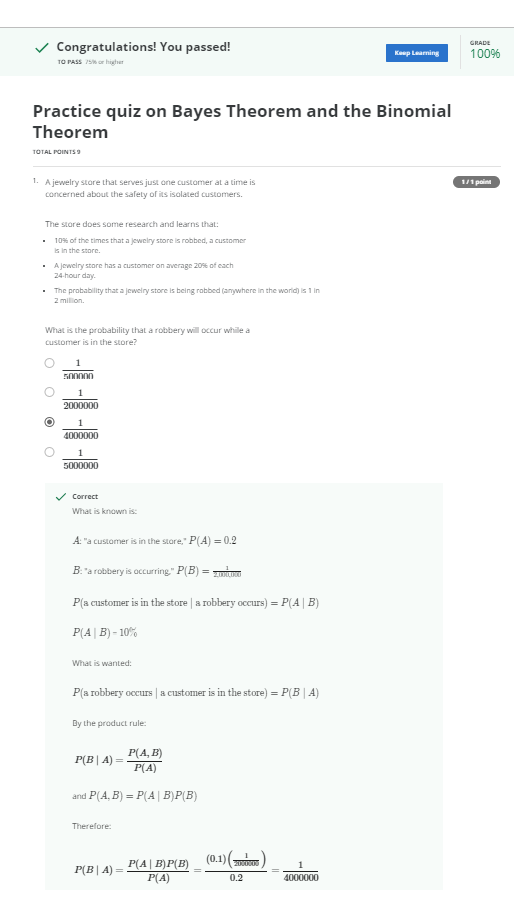 Congratulations! You passed!
TO PASS 75% or higher
Keep Learning
GRADE
100%
Practice quiz on Bayes Theorem and the Binomial
Theorem
TOTAL POINTS 9
1. A jewelry store that serves just one customer at a time is
concerned about the safety of its isolated customers.
1 / 1 point
The store does some research and learns that:
• 10% of the times that a jewelry store is robbed, a customer
is in the store.
• A jewelry store has a customer on average 20% of each
24-hour day.
• The probability that a jewelry store is being robbed (anywhere in the world) is 1 in
2 million.
What is the probability that a robbery will occur while a
customer is in the store?
1/500000
1/2000000
1/4000000
1/5000000
Correct
What is known is:
A: "a customer is in the store," P(A) = 0.2
B: "a robbery is occurring," P(B) = 1/2,000,000
P(a customer is in the store | a robbery occurs) = P(A | B)
P(A | B) = 10%
What is wanted:
P(a robbery occurs | a customer is in the store) = P(B | A)
By the product rule:
P(B | A) = P(A, B)/P(A)
and P(A, B) = P(A | B)P(B)
Therefore:
P(B | A) = P(A | B)P(B)/P(A) = (0.1)(1/2000000)/0.2 = 1/4000000